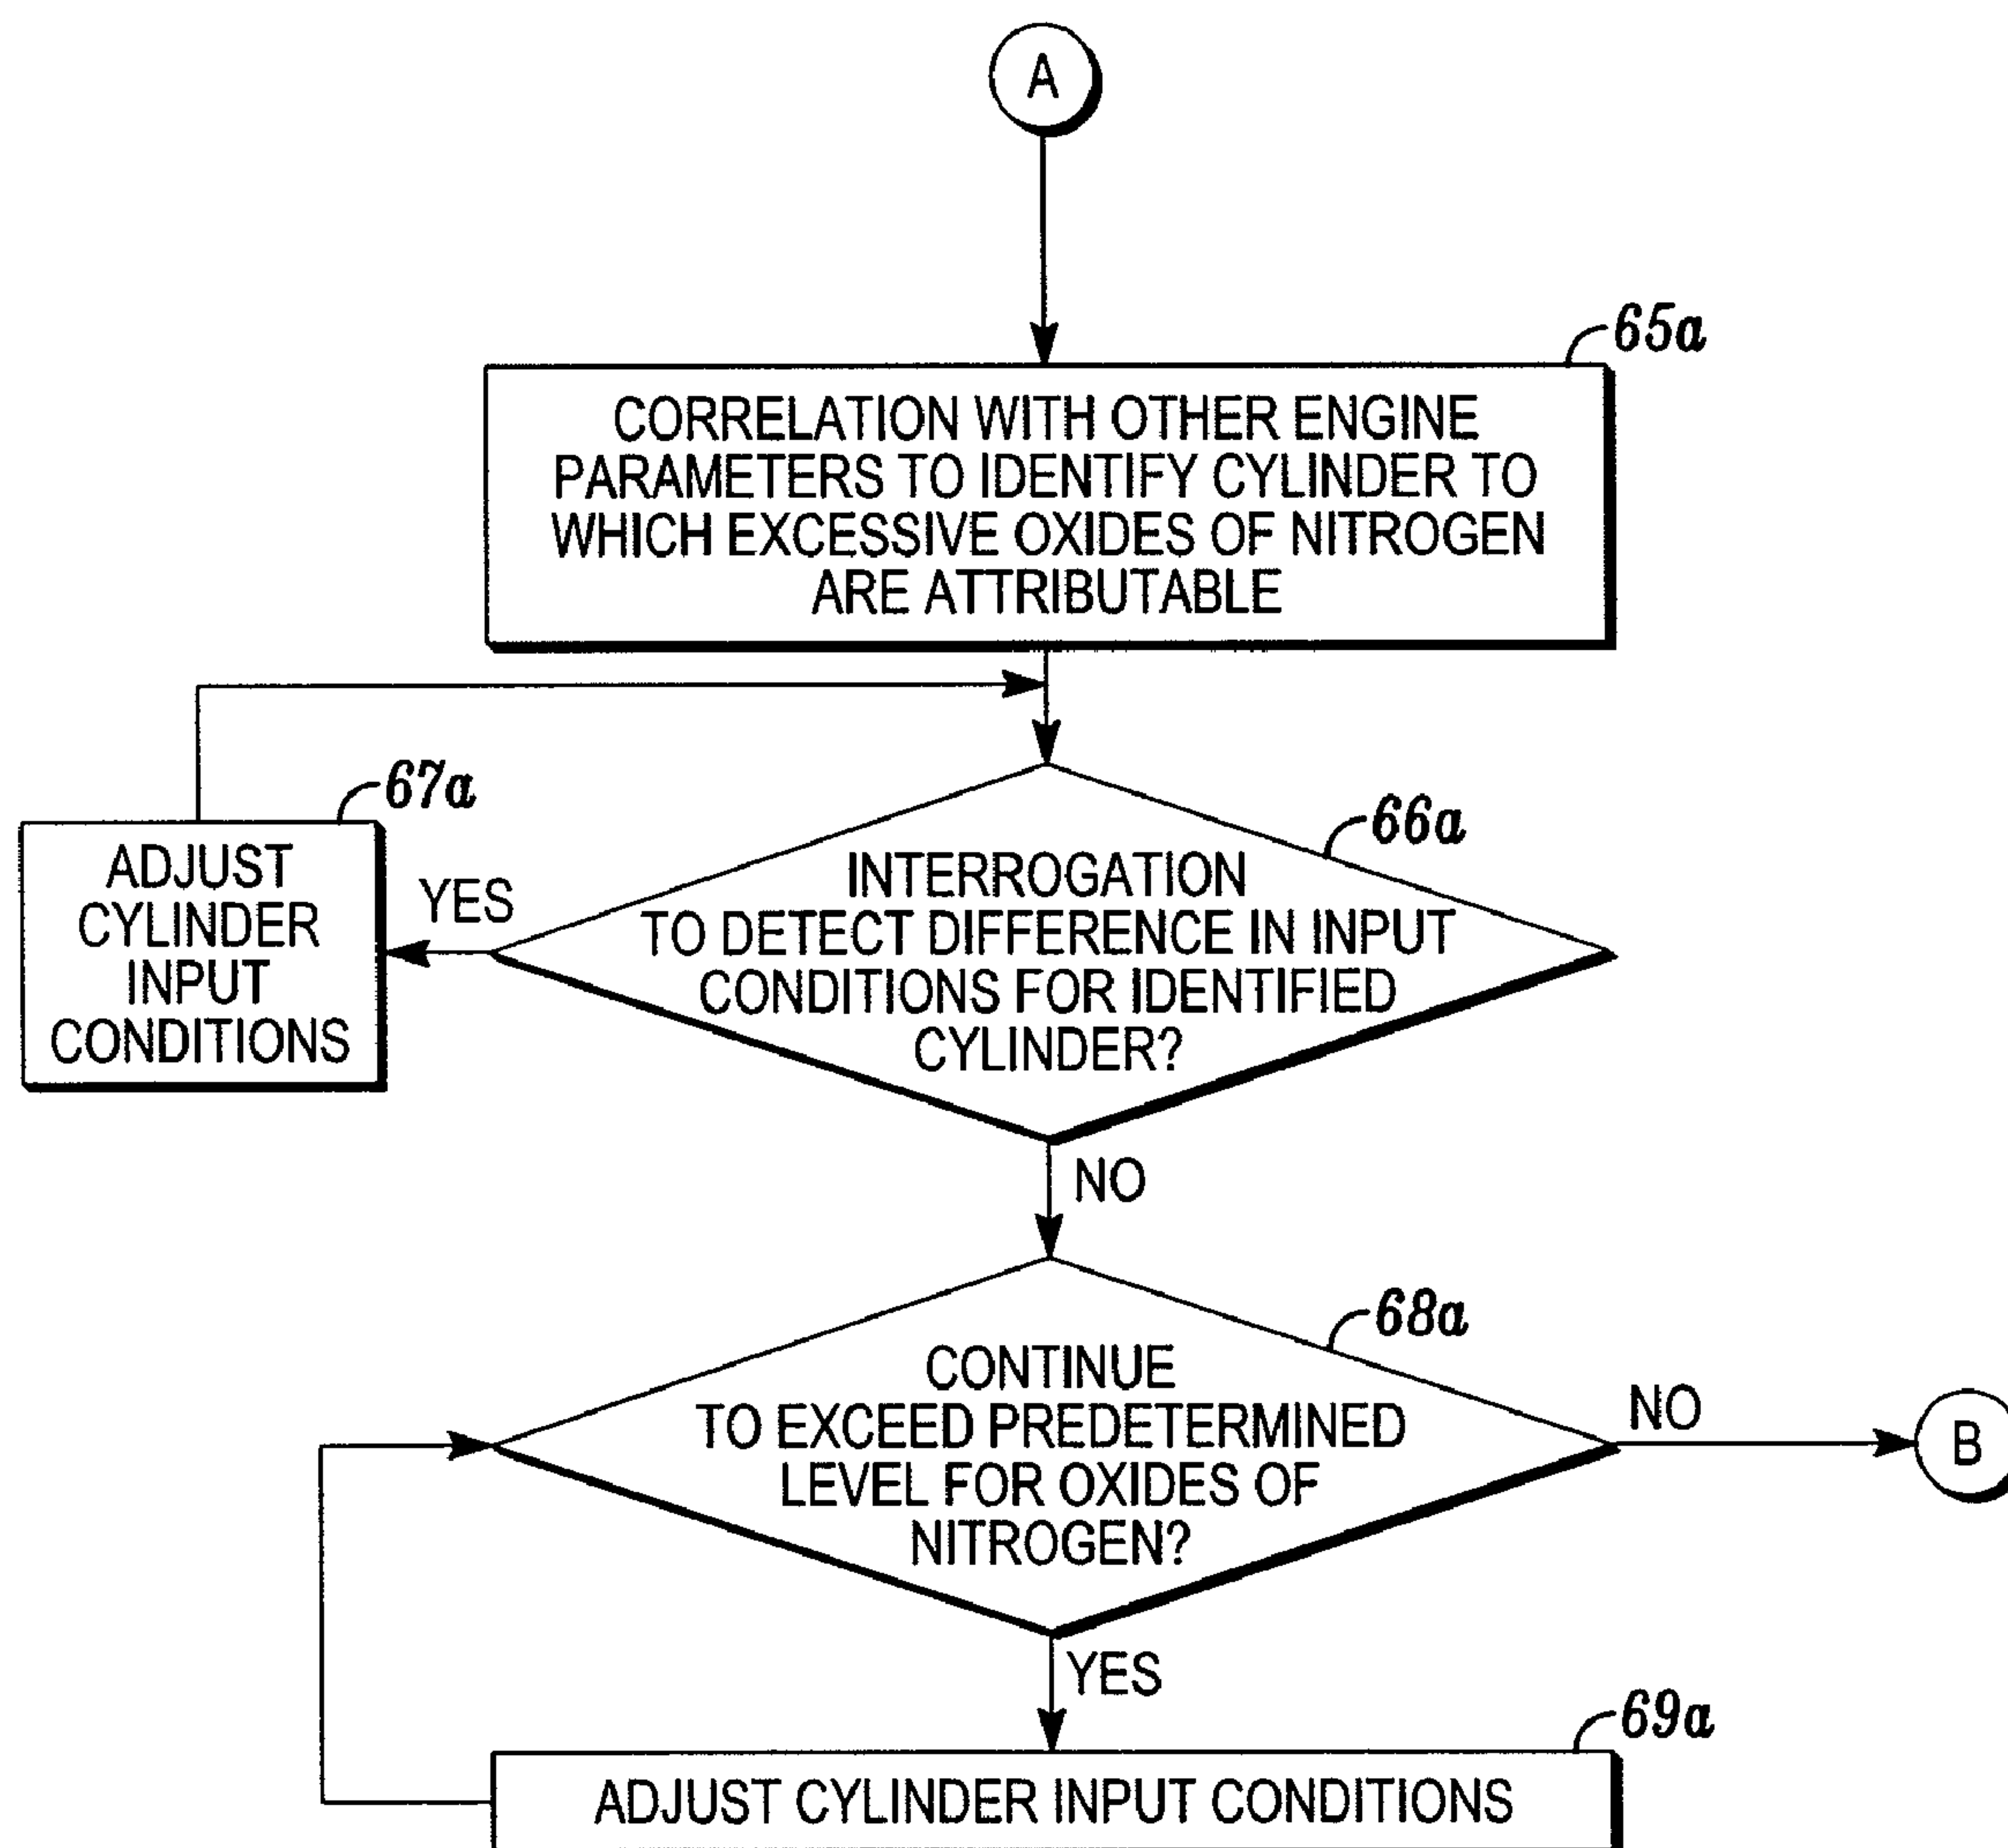 A
65a
CORRELATION WITH OTHER ENGINE
PARAMETERS TO IDENTIFY CYLINDER TO
WHICH EXCESSIVE OXIDES OF NITROGEN
ARE ATTRIBUTABLE
67a
ADJUST
CYLINDER
INPUT
CONDITIONS
YES
66a
INTERROGATION
TO DETECT DIFFERENCE IN INPUT
CONDITIONS FOR IDENTIFIED
CYLINDER?
NO
68a
CONTINUE
TO EXCEED PREDETERMINED
LEVEL FOR OXIDES OF
NITROGEN?
NO
B
YES
69a
ADJUST CYLINDER INPUT CONDITIONS